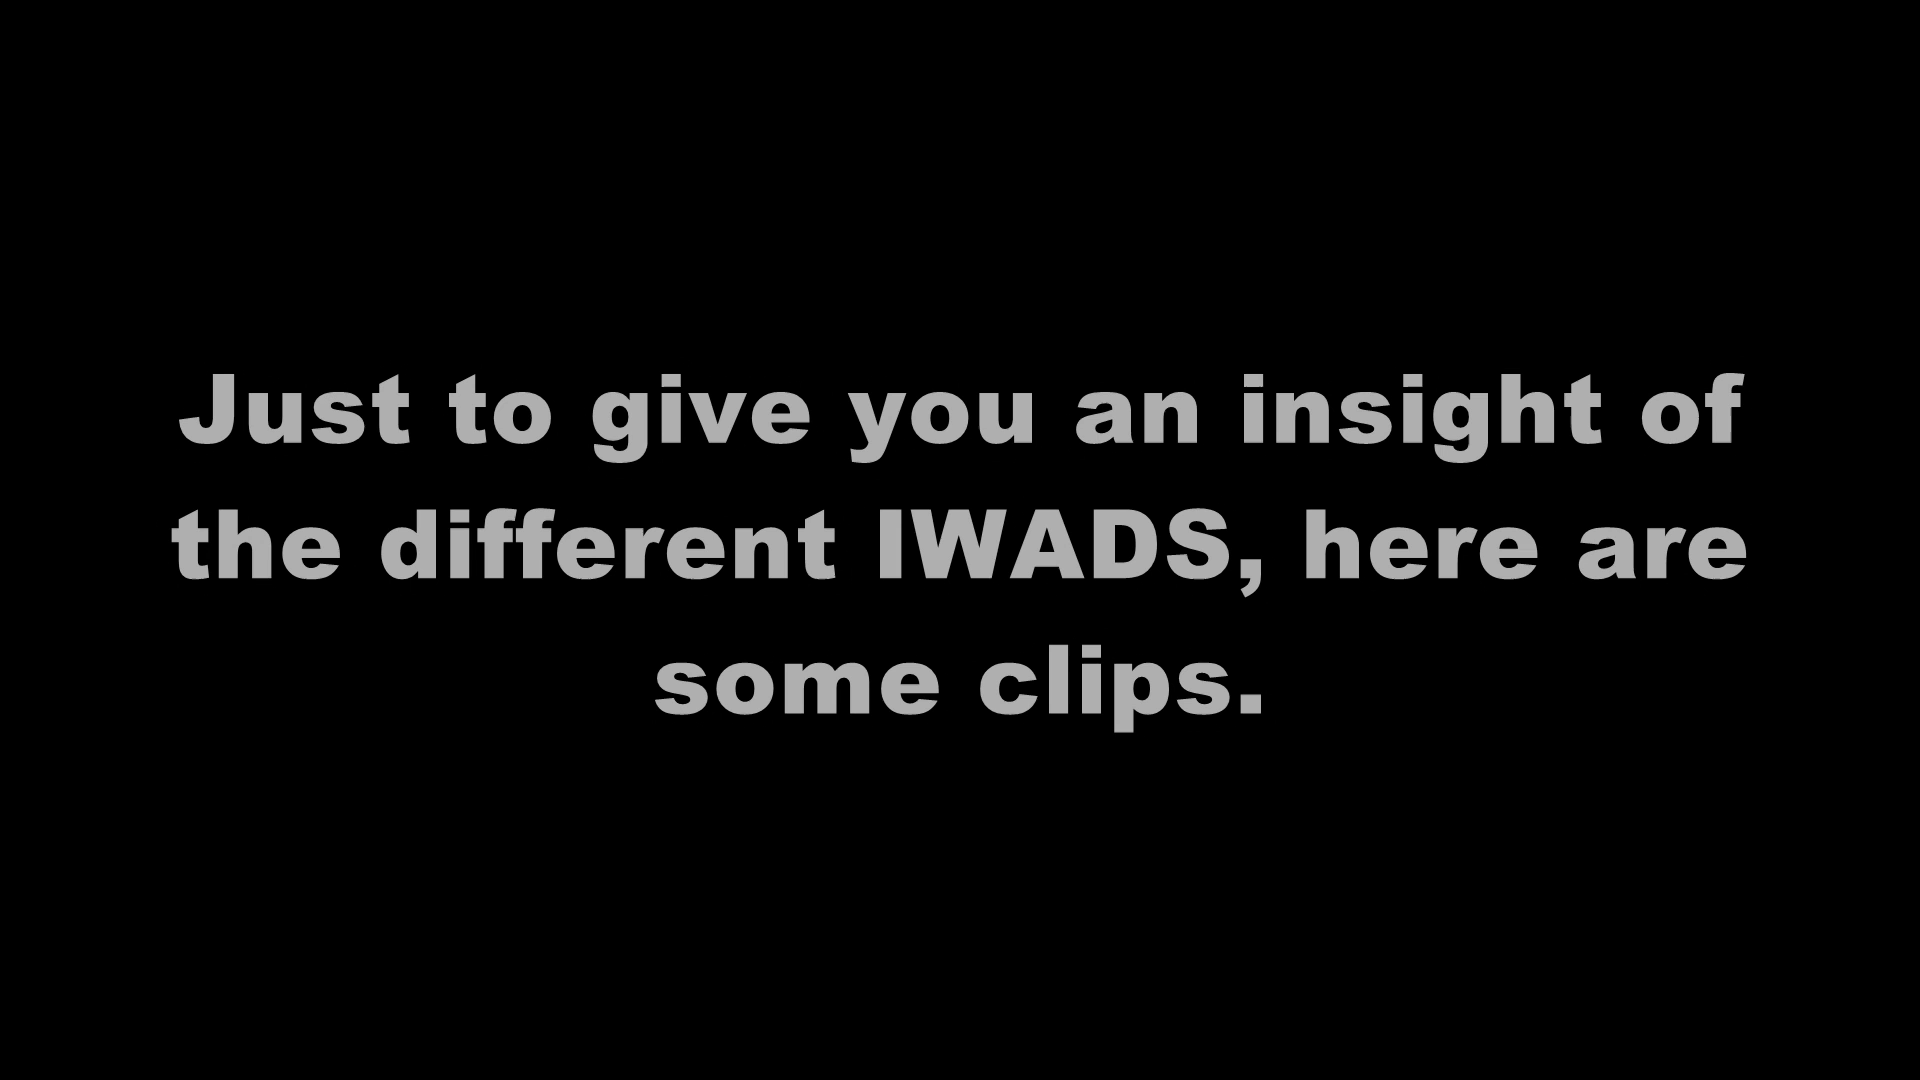 Just to give you an insight of
the different IWADS, here are
some clips.